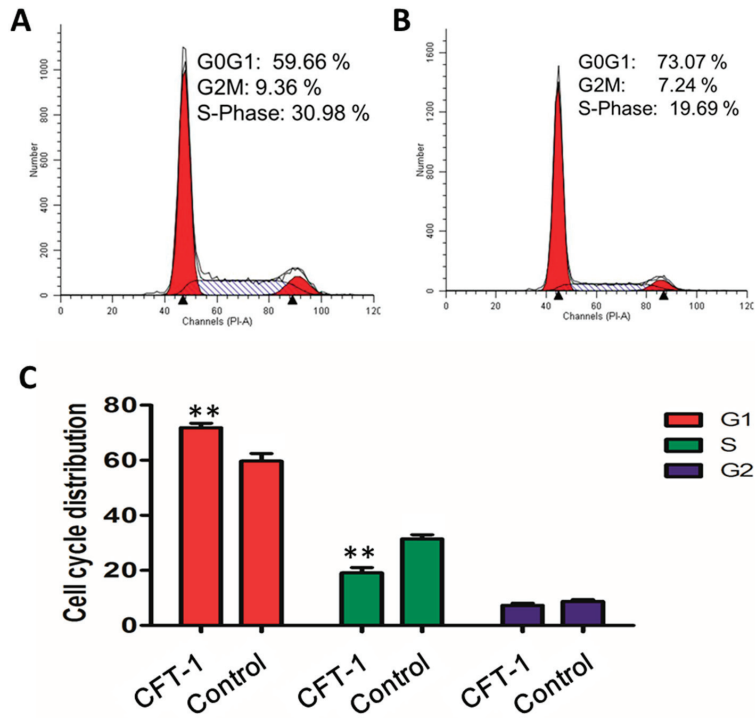 A
G0G1: 59.66 %
G2M: 9.36 %
S-Phase: 30.98 %
Number
1000
800
600
400
200
0
0 20 40 60 80 100 120
Channels (PI-A)
B
G0G1: 73.07 %
G2M: 7.24 %
S-Phase: 19.69 %
Number
1600
1200
800
400
0
0 20 40 60 80 100 120
Channels (PI-A)
C
Cell cycle distribution
80
60
40
20
0
**
**
CFT-1 Control CFT-1 Control CFT-1 Control
G1
S
G2